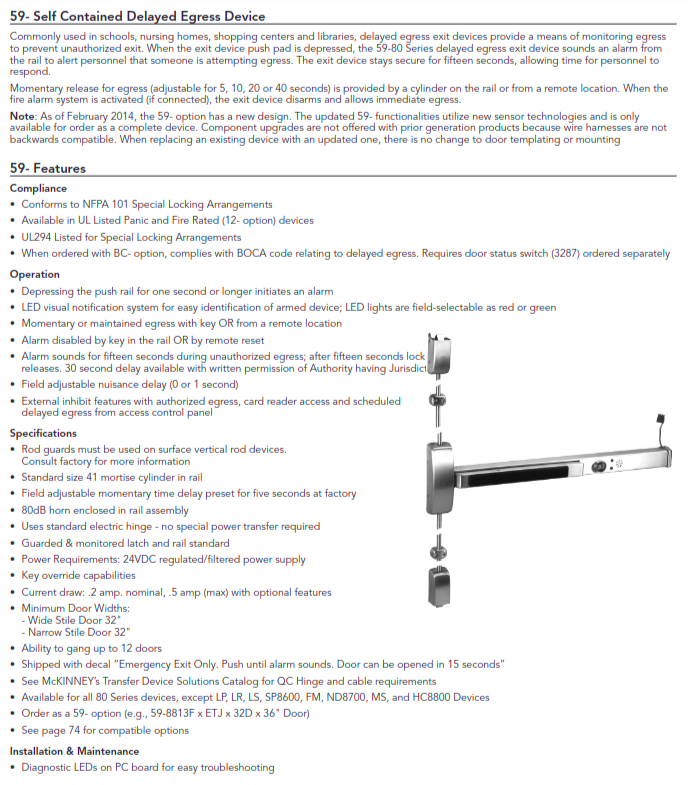 59- Self Contained Delayed Egress Device
Commonly used in schools, nursing homes, shopping centers and libraries, delayed egress exit devices provide a means of monitoring egress
to prevent unauthorized exit. When the exit device push pad is depressed, the 59-80 Series delayed egress exit device sounds an alarm from
the rail to alert personnel that someone is attempting egress. The exit device stays secure for fifteen seconds, allowing time for personnel to
respond.
Momentary release for egress (adjustable for 5, 10, 20 or 40 seconds) is provided by a cylinder on the rail or from a remote location. When the
fire alarm system is activated (if connected), the exit device disarms and allows immediate egress.
Note: As of February 2014, the 59- option has a new design. The updated 59- functionalities utilize new sensor technologies and is only
available for order as a complete device. Component upgrades are not offered with prior generation products because wire harnesses are not
backwards compatible. When replacing an existing device with an updated one, there is no change to door templating or mounting
59- Features
Compliance
• Conforms to NFPA 101 Special Locking Arrangements
• Available in UL Listed Panic and Fire Rated (12- option) devices
• UL294 Listed for Special Locking Arrangements
• When ordered with BC- option, complies with BOCA code relating to delayed egress. Requires door status switch (3287) ordered separately
Operation
• Depressing the push rail for one second or longer initiates an alarm
• LED visual notification system for easy identification of armed device; LED lights are field-selectable as red or green
• Momentary or maintained egress with key OR from a remote location
• Alarm disabled by key in the rail OR by remote reset
• Alarm sounds for fifteen seconds during unauthorized egress; after fifteen seconds lock
releases. 30 second delay available with written permission of Authority having Jurisdict
• Field adjustable nuisance delay (0 or 1 second)
• External inhibit features with authorized egress, card reader access and scheduled
delayed egress from access control panel
Specifications
• Rod guards must be used on surface vertical rod devices.
Consult factory for more information
• Standard size 41 mortise cylinder in rail
• Field adjustable momentary time delay preset for five seconds at factory
• 80dB horn enclosed in rail assembly
• Uses standard electric hinge - no special power transfer required
• Guarded & monitored latch and rail standard
• Power Requirements: 24VDC regulated/filtered power supply
• Key override capabilities
• Current draw: .2 amp. nominal, .5 amp (max) with optional features
• Minimum Door Widths:
- Wide Stile Door 32"
- Narrow Stile Door 32"
• Ability to gang up to 12 doors
• Shipped with decal "Emergency Exit Only. Push until alarm sounds. Door can be opened in 15 seconds"
• See McKINNEY's Transfer Device Solutions Catalog for QC Hinge and cable requirements
• Available for all 80 Series devices, except LP, LR, LS, SP8600, FM, ND8700, MS, and HC8800 Devices
• Order as a 59- option (e.g., 59-8813F x ETJ x 32D x 36" Door)
• See page 74 for compatible options
Installation & Maintenance
• Diagnostic LEDs on PC board for easy troubleshooting